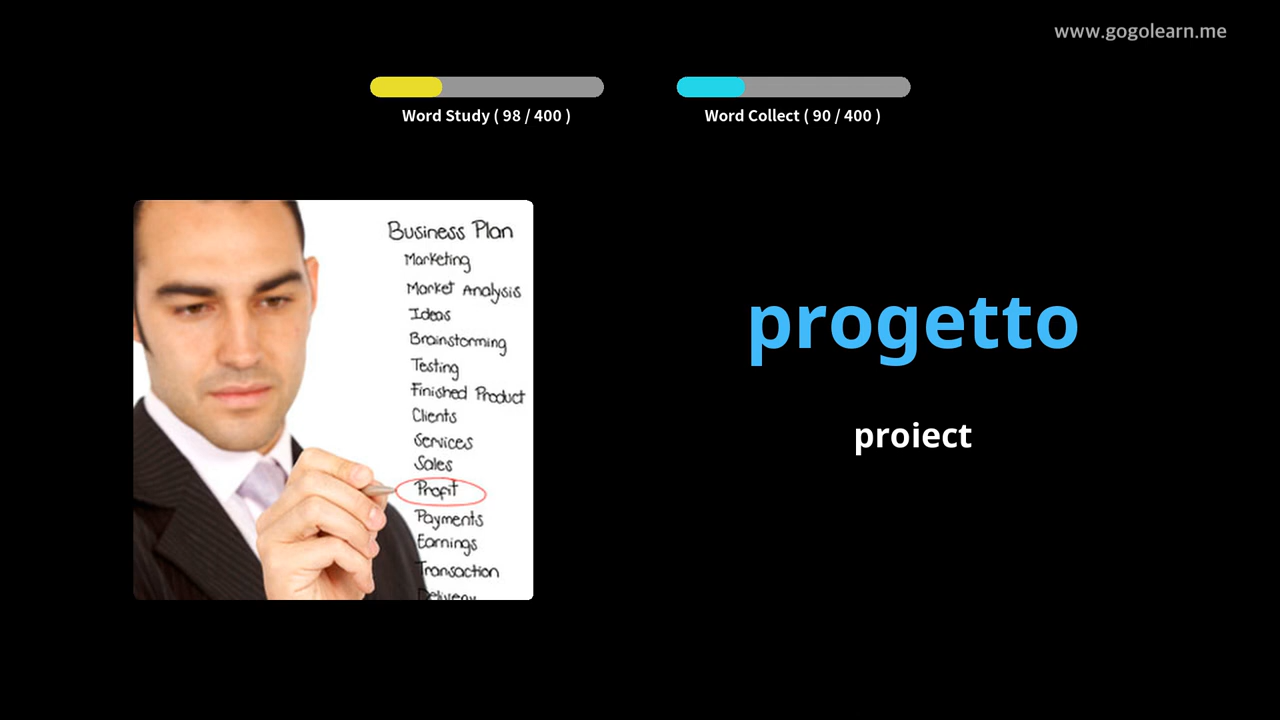 www.gogolearn.me
Word Study ( 98 / 400 )
Word Collect ( 90 / 400 )
Business Plan
Marketing
Market Analysis
Ideas
Brainstorming
Testing
Finished Product
Clients
Services
Sales
Profit
Payments
Earnings
Transaction
Delivery
progetto
proiect